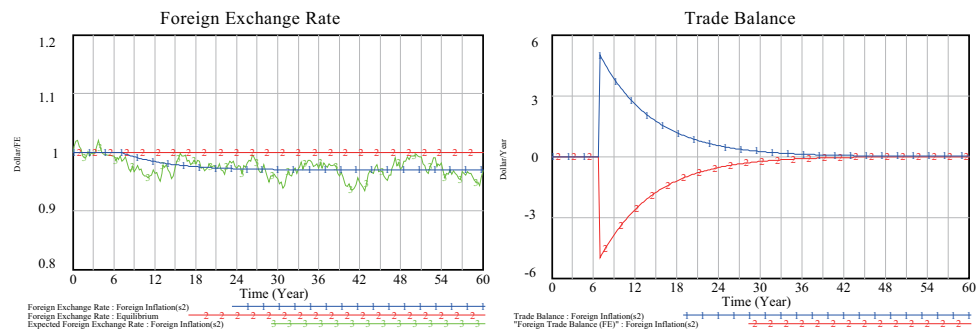 Foreign Exchange Rate
1.2
1.1
1
0.9
0.8
Dollar/FE
0 6 12 18 24 30 36 42 48 54 60
Time (Year)
Foreign Exchange Rate : Foreign Inflation(s2)
Foreign Exchange Rate : Equilibrium
Expected Foreign Exchange Rate : Foreign Inflation(s2)
Trade Balance
6
3
0
-3
-6
Dollar/Year
0 6 12 18 24 30 36 42 48 54 60
Time (Year)
Trade Balance : Foreign Inflation(s2)
"Foreign Trade Balance (FE)" : Foreign Inflation(s2)